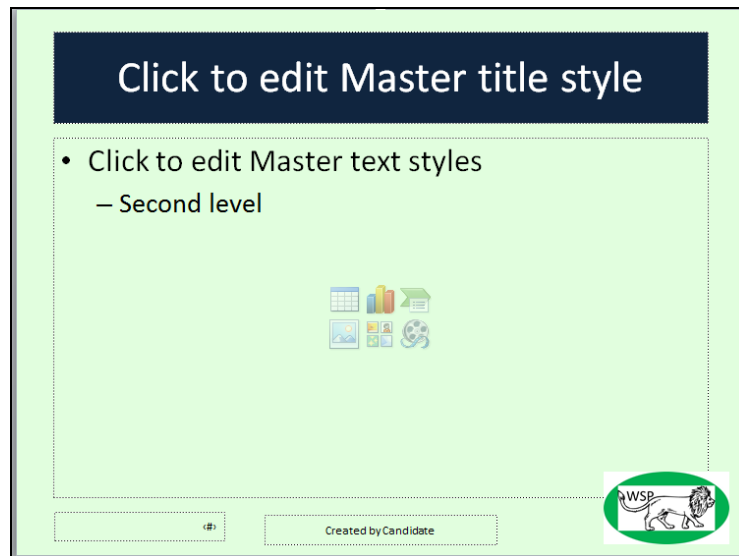 Click to edit Master title style
• Click to edit Master text styles
– Second level
WSP
‹#›
Created by Candidate